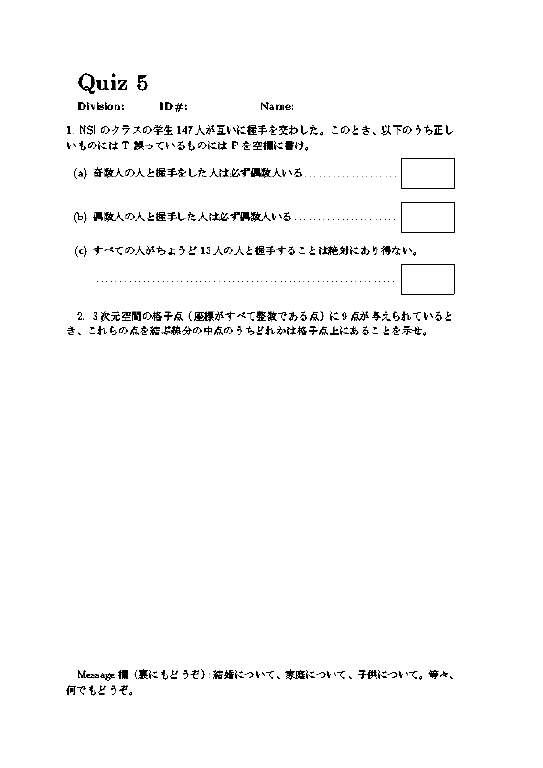 Quiz 5
Division: ID#: Name:
1. NSI のクラスの学生 147 人が互いに握手を交わした。このとき、以下のうち正し
いものには T 誤っているものには F を空欄に書け。
(a) 奇数人の人と握手をした人は必ず偶数人いる
(b) 偶数人の人と握手した人は必ず偶数人いる
(c) すべての人がちょうど 13 人の人と握手することは絶対にあり得ない。
2. 3 次元空間の格子点（座標がすべて整数である点）に 9 点が与えられていると
き、これらの点を結ぶ線分の中点のうちどれかは格子点上にあることを示せ。
Message 欄（裏にもどうぞ）: 結婚について、家庭について、子供について。等々、
何でもどうぞ。